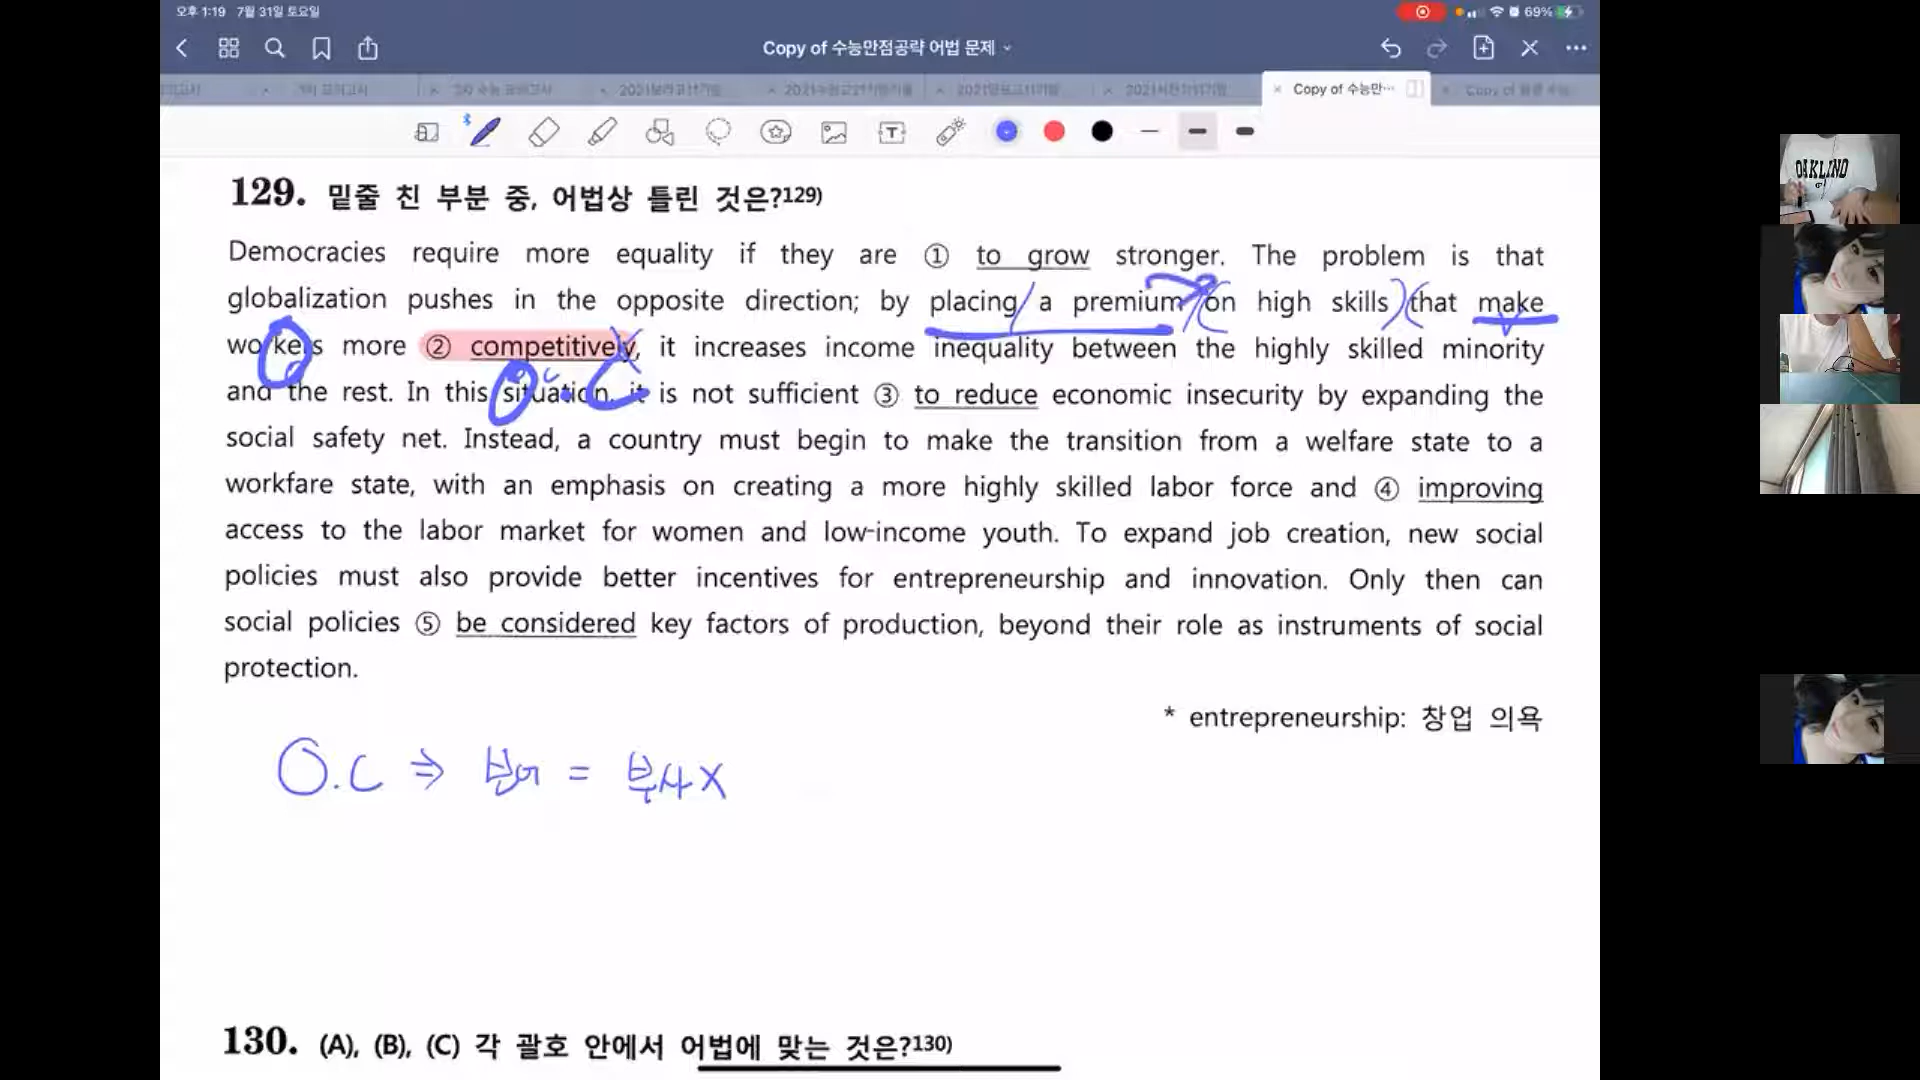 오후 1:19 7월 31일 토요일
69%
Copy of 수능만점공략 어법 문제
Copy of 수능만…
129. 밑줄 친 부분 중, 어법상 틀린 것은?129)
Democracies require more equality if they are ① to grow stronger. The problem is that
globalization pushes in the opposite direction; by placing a premium on high skills that make
workers more ② competitively, it increases income inequality between the highly skilled minority
O.C
and the rest. In this situation, it is not sufficient ③ to reduce economic insecurity by expanding the
social safety net. Instead, a country must begin to make the transition from a welfare state to a
workfare state, with an emphasis on creating a more highly skilled labor force and ④ improving
access to the labor market for women and low-income youth. To expand job creation, new social
policies must also provide better incentives for entrepreneurship and innovation. Only then can
social policies ⑤ be considered key factors of production, beyond their role as instruments of social
protection.
* entrepreneurship: 창업 의욕
O.C ⇒ 보어 = 부사 X
130. (A), (B), (C) 각 괄호 안에서 어법에 맞는 것은?130)